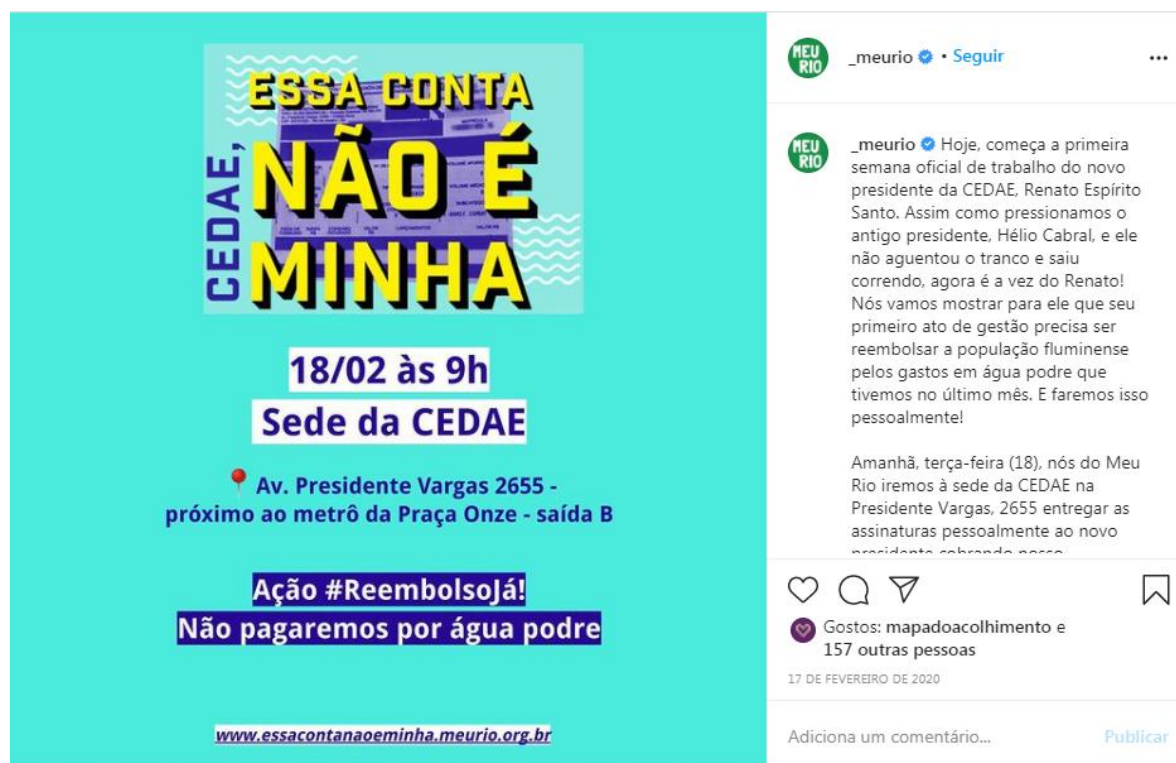 ESSA CONTA
CEDAE,
NÃO É
MINHA
MATRÍCULA
18/02 às 9h
Sede da CEDAE
Av. Presidente Vargas 2655 -
próximo ao metrô da Praça Onze - saída B
Ação #ReembolsoJá!
Não pagaremos por água podre
www.essacontanaoeminha.meurio.org.br
MEU
RIO
_meurio • Seguir
MEU
RIO
_meurio Hoje, começa a primeira
semana oficial de trabalho do novo
presidente da CEDAE, Renato Espírito
Santo. Assim como pressionamos o
antigo presidente, Hélio Cabral, e ele
não aguentou o tranco e saiu
correndo, agora é a vez do Renato!
Nós vamos mostrar para ele que seu
primeiro ato de gestão precisa ser
reembolsar a população fluminense
pelos gastos em água podre que
tivemos no último mês. E faremos isso
pessoalmente!
Amanhã, terça-feira (18), nós do Meu
Rio iremos à sede da CEDAE na
Presidente Vargas, 2655 entregar as
assinaturas pessoalmente ao novo
presidente cobrando nosso
Gostos: mapadoacolhimento e
157 outras pessoas
17 DE FEVEREIRO DE 2020
Adiciona um comentário... Publicar